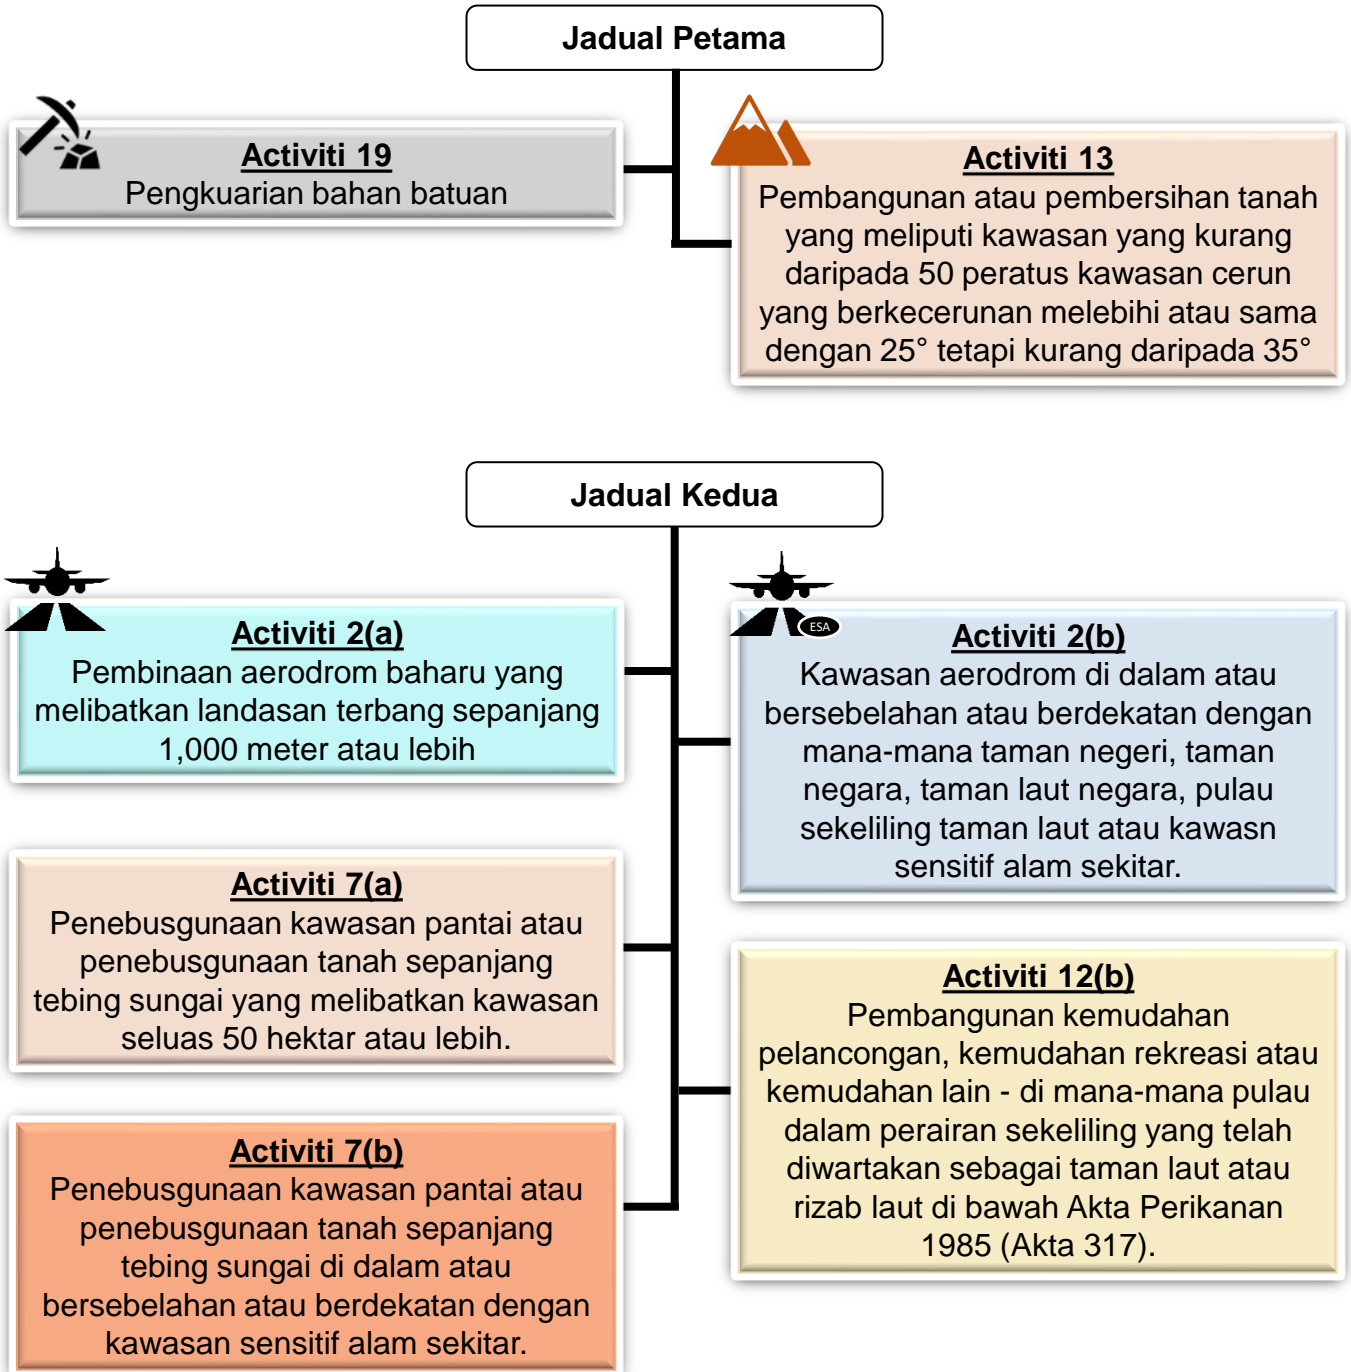 Jadual Petama
Activiti 19
Pengkuarian bahan batuan
Activiti 13
Pembangunan atau pembersihan tanah
yang meliputi kawasan yang kurang
daripada 50 peratus kawasan cerun
yang berkecerunan melebihi atau sama
dengan 25° tetapi kurang daripada 35°
Jadual Kedua
Activiti 2(a)
Pembinaan aerodrom baharu yang
melibatkan landasan terbang sepanjang
1,000 meter atau lebih
ESA
Activiti 2(b)
Kawasan aerodrom di dalam atau
bersebelahan atau berdekatan dengan
mana-mana taman negeri, taman
negara, taman laut negara, pulau
sekeliling taman laut atau kawasn
sensitif alam sekitar.
Activiti 7(a)
Penebusgunaan kawasan pantai atau
penebusgunaan tanah sepanjang
tebing sungai yang melibatkan kawasan
seluas 50 hektar atau lebih.
Activiti 12(b)
Pembangunan kemudahan
pelancongan, kemudahan rekreasi atau
kemudahan lain - di mana-mana pulau
dalam perairan sekeliling yang telah
diwartakan sebagai taman laut atau
rizab laut di bawah Akta Perikanan
1985 (Akta 317).
Activiti 7(b)
Penebusgunaan kawasan pantai atau
penebusgunaan tanah sepanjang
tebing sungai di dalam atau
bersebelahan atau berdekatan dengan
kawasan sensitif alam sekitar.